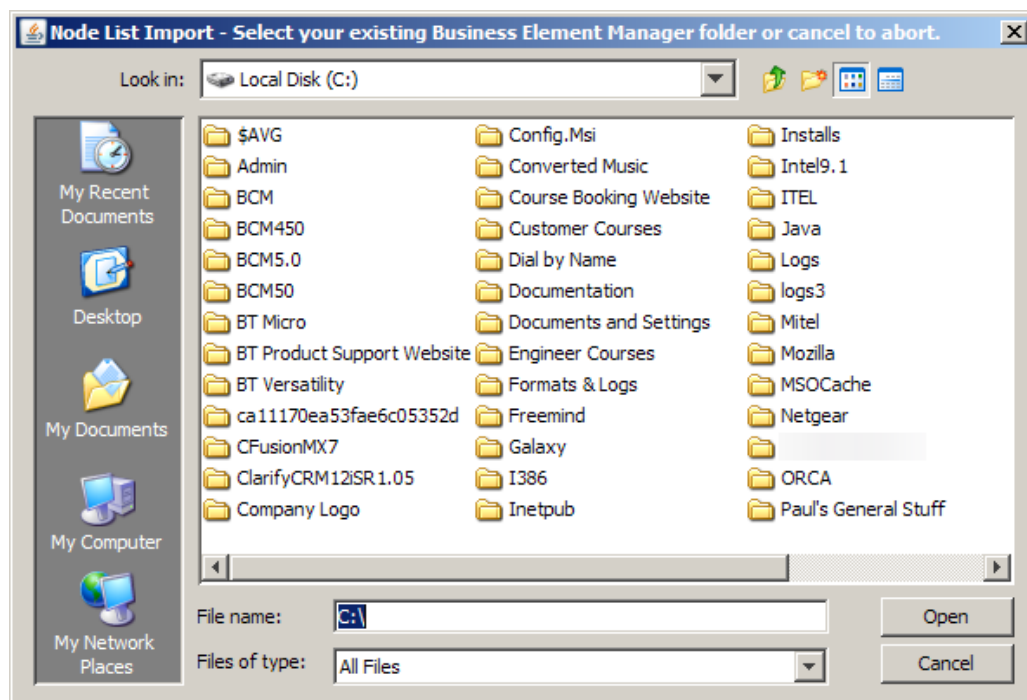 Node List Import - Select your existing Business Element Manager folder or cancel to abort.
Look in: Local Disk (C:)
My Recent
Documents
Desktop
My Documents
My Computer
My Network
Places
$AVG
Admin
BCM
BCM450
BCM5.0
BCM50
BT Micro
BT Product Support Website
BT Versatility
ca11170ea53fae6c05352d
CFusionMX7
ClarifyCRM12iSR1.05
Company Logo
Config.Msi
Converted Music
Course Booking Website
Customer Courses
Dial by Name
Documentation
Documents and Settings
Engineer Courses
Formats & Logs
Freemind
Galaxy
I386
Inetpub
Installs
Intel9.1
ITEL
Java
Logs
logs3
Mitel
Mozilla
MSOCache
Netgear
ORCA
Paul's General Stuff
File name: C:\
Open
Files of type: All Files
Cancel